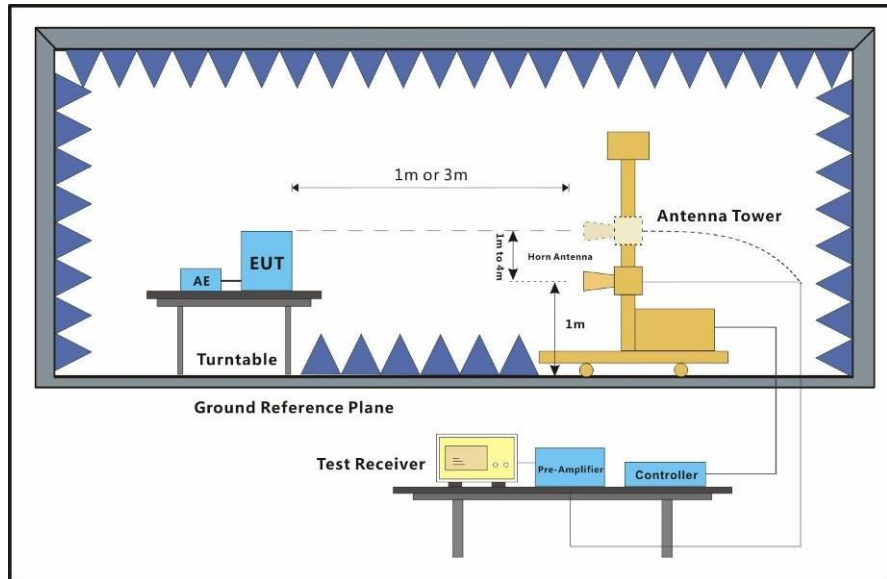 1m or 3m
Antenna Tower
1m to 4m
Horn Antenna
EUT
AE
1m
Turntable
Ground Reference Plane
Test Receiver
Pre-Amplifier
Controller